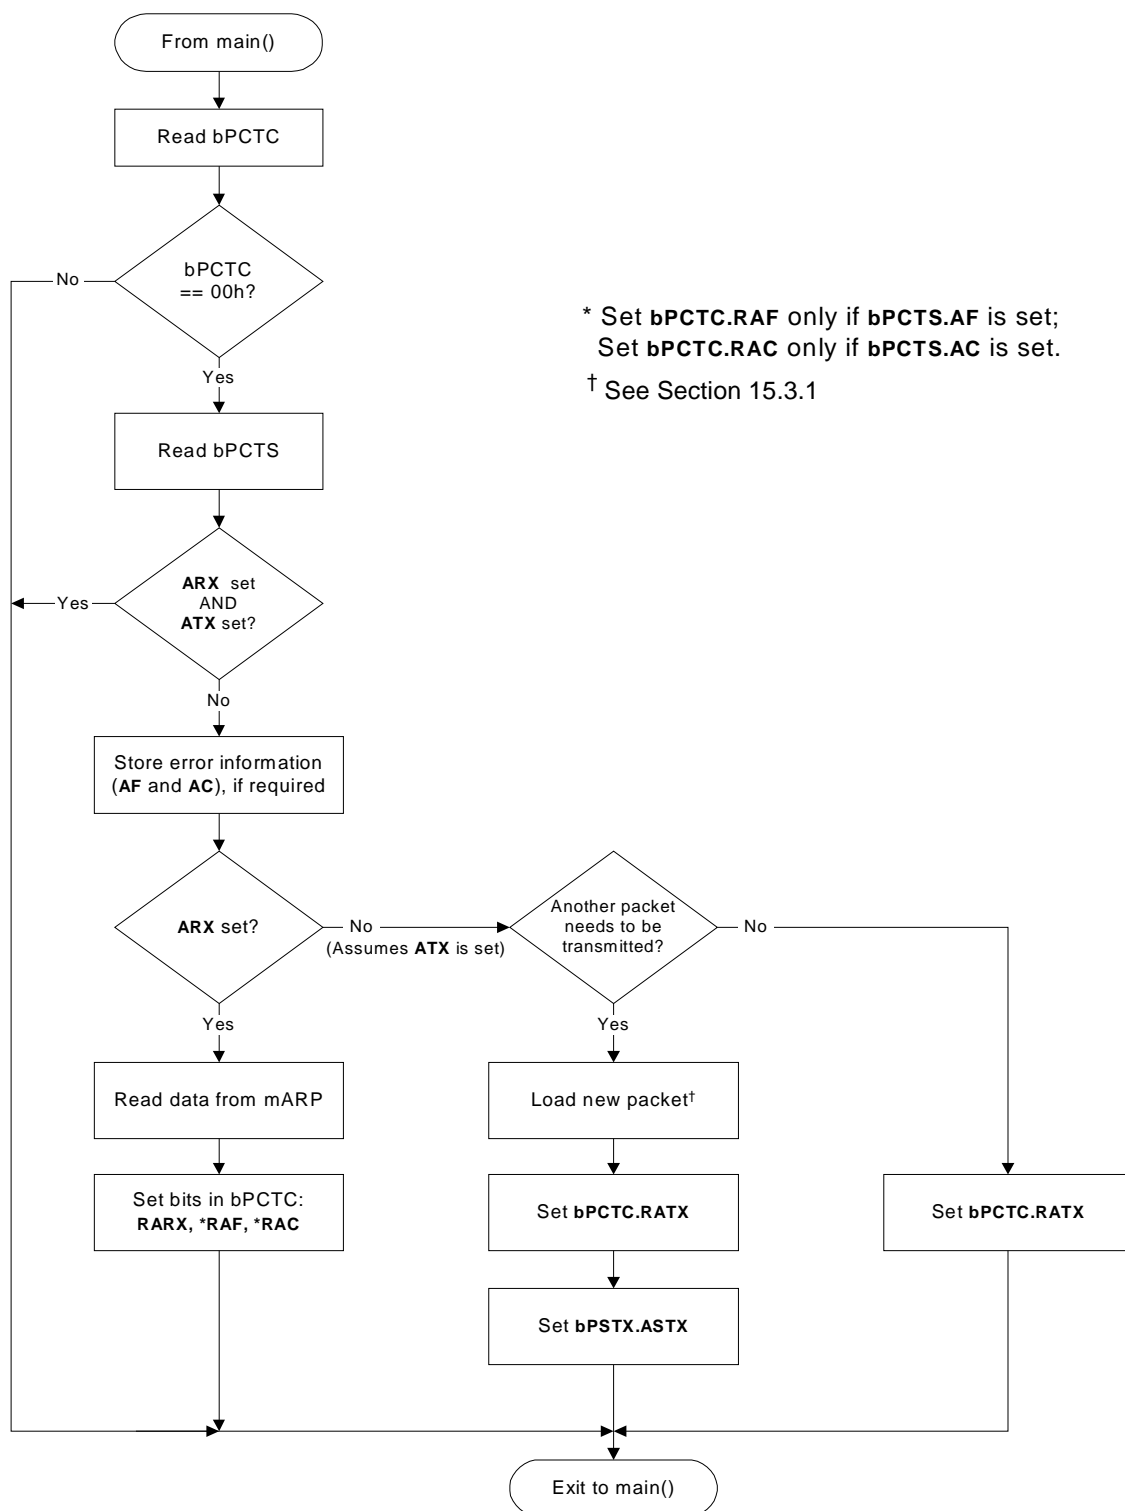 From main()
Read bPCTC
bPCTC
== 00h?
No
Yes
* Set bPCTC.RAF only if bPCTS.AF is set;
Set bPCTC.RAC only if bPCTS.AC is set.
† See Section 15.3.1
Read bPCTS
ARX set
AND
ATX set?
Yes
No
Store error information
(AF and AC), if required
ARX set?
No
(Assumes ATX is set)
Another packet
needs to be
transmitted?
No
Yes
Yes
Read data from mARP
Load new packet†
Set bits in bPCTC:
RARX, *RAF, *RAC
Set bPCTC.RATX
Set bPCTC.RATX
Set bPSTX.ASTX
Exit to main()